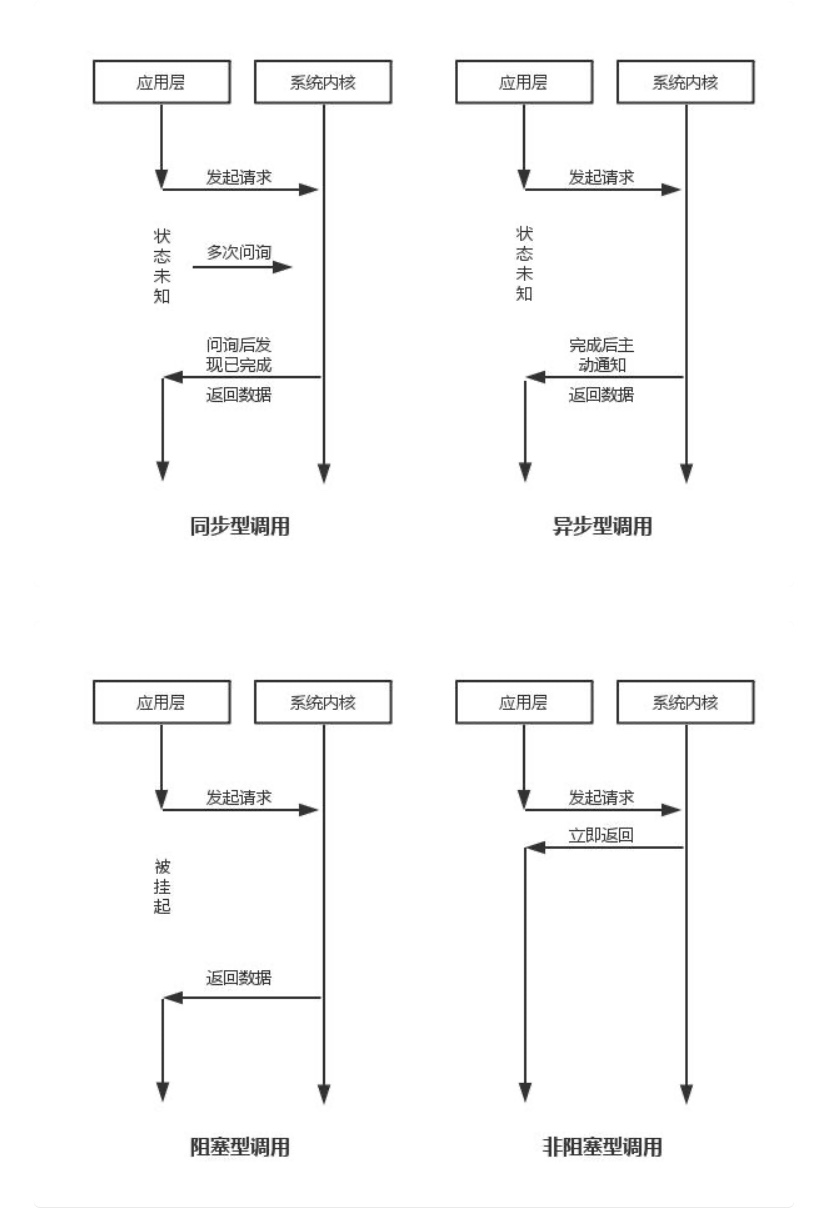 应用层
系统内核
发起请求
状
态
未
知
多次问询
问询后发
现已完成
返回数据
同步型调用
应用层
系统内核
发起请求
状
态
未
知
完成后主
动通知
返回数据
异步型调用
应用层
系统内核
发起请求
被
挂
起
返回数据
阻塞型调用
应用层
系统内核
发起请求
立即返回
非阻塞型调用